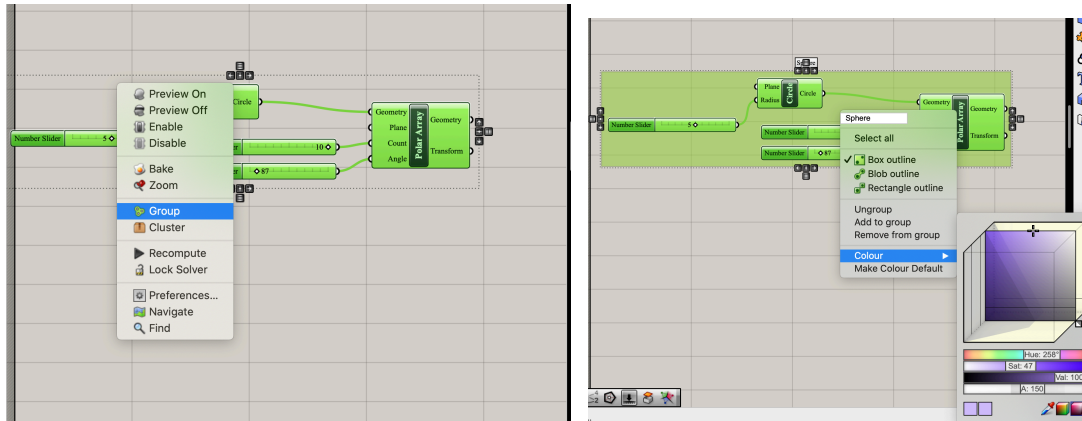 Preview On
Preview Off
Enable
Disable
Bake
Zoom
Group
Cluster
Recompute
Lock Solver
Preferences...
Navigate
Find
Number Slider 5
Circle
10
87
Geometry
Plane
Count
Angle
Polar Array
Geometry
Transform
Plane
Radius
Circle
Circle
Number Slider 5
Number Slider
Number Slider 87
Geometry
Polar Array
Geometry
Transform
Sphere
Select all
Box outline
Blob outline
Rectangle outline
Ungroup
Add to group
Remove from group
Colour
Make Colour Default
Hue: 258°
Sat: 47
Val: 100
A: 150